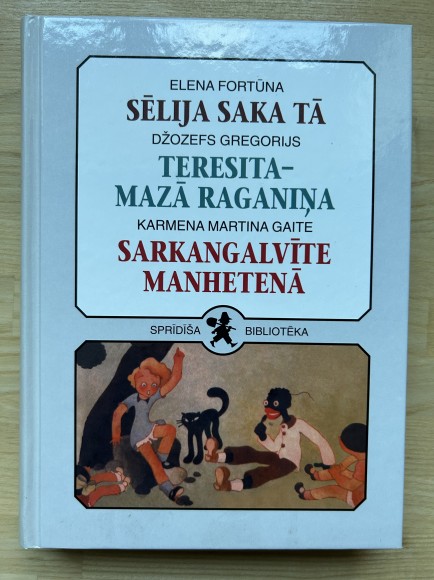 ELENA FORTŪNA
SĒLIJA SAKA TĀ
DŽOZEFS GREGORIJS
TERESITA–
MAZĀ RAGANIŅA
KARMENA MARTINA GAITE
SARKANGALVĪTE
MANHETENĀ
SPRĪDĪŠA BIBLIOTĒKA